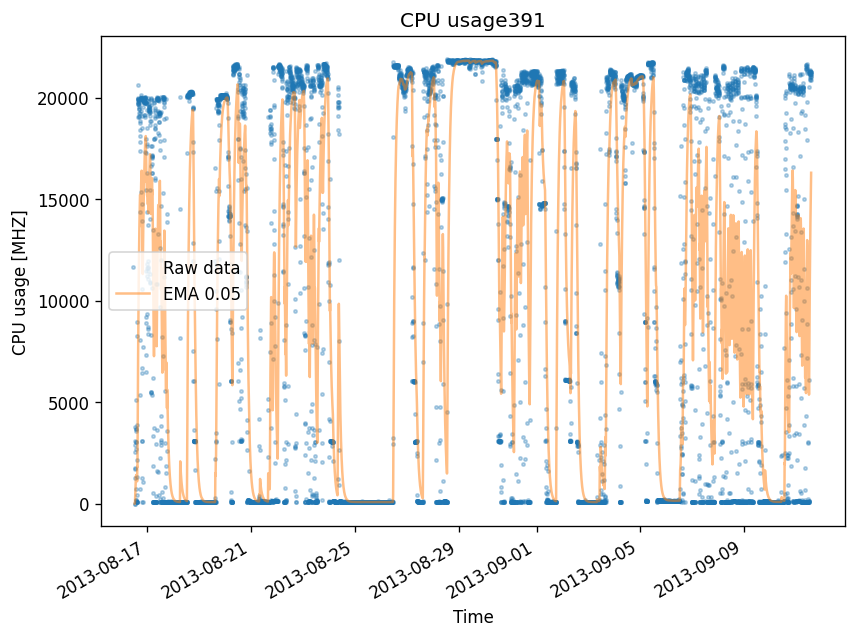 CPU usage391
CPU usage [MHZ]
20000
15000
10000
5000
0
Raw data
EMA 0.05
2013-08-17
2013-08-21
2013-08-25
2013-08-29
2013-09-01
2013-09-05
2013-09-09
Time